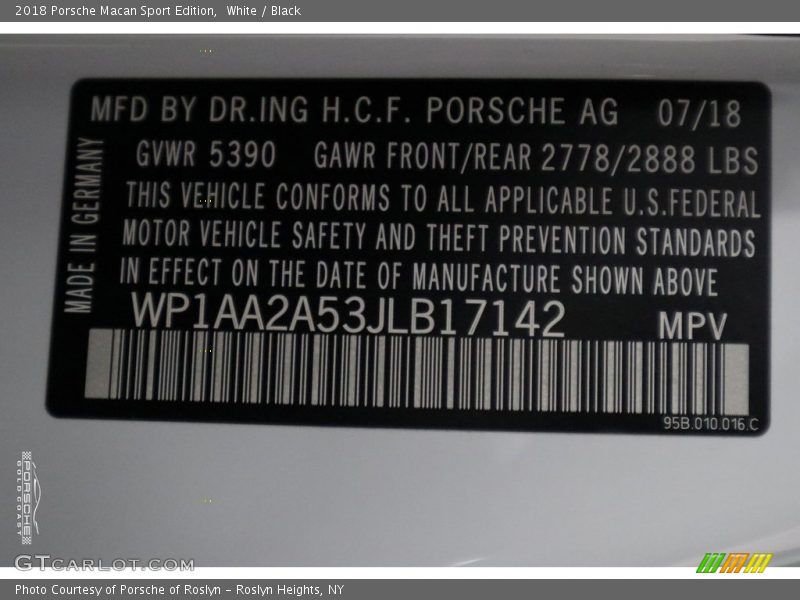 2018 Porsche Macan Sport Edition,  White / Black
MFD BY DR.ING H.C.F. PORSCHE AG 07/18
GVWR 5390 GAWR FRONT/REAR 2778/2888 LBS
THIS VEHICLE CONFORMS TO ALL APPLICABLE U.S.FEDERAL
MOTOR VEHICLE SAFETY AND THEFT PREVENTION STANDARDS
IN EFFECT ON THE DATE OF MANUFACTURE SHOWN ABOVE
MADE IN GERMANY
WP1AA2A53JLB17142 MPV
95B.010.016.C
PORSCHE
GOLD COAST
GTCARLOT.COM
Photo Courtesy of Porsche of Roslyn - Roslyn Heights, NY